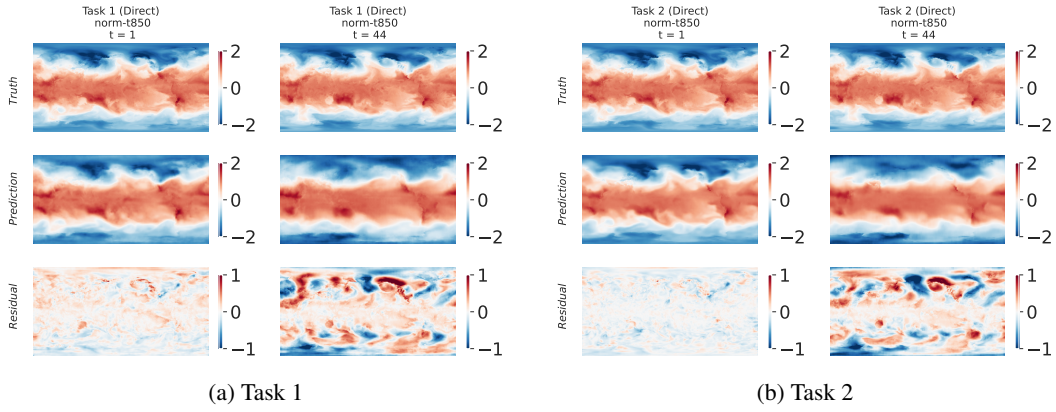 Task 1 (Direct)
norm-t850
t = 1
Task 1 (Direct)
norm-t850
t = 44
Truth
2
0
−2
2
0
−2
Prediction
2
0
−2
2
0
−2
Residual
1
0
−1
1
0
−1
(a) Task 1
Task 2 (Direct)
norm-t850
t = 1
Task 2 (Direct)
norm-t850
t = 44
Truth
2
0
−2
2
0
−2
Prediction
2
0
−2
2
0
−2
Residual
1
0
−1
1
0
−1
(b) Task 2